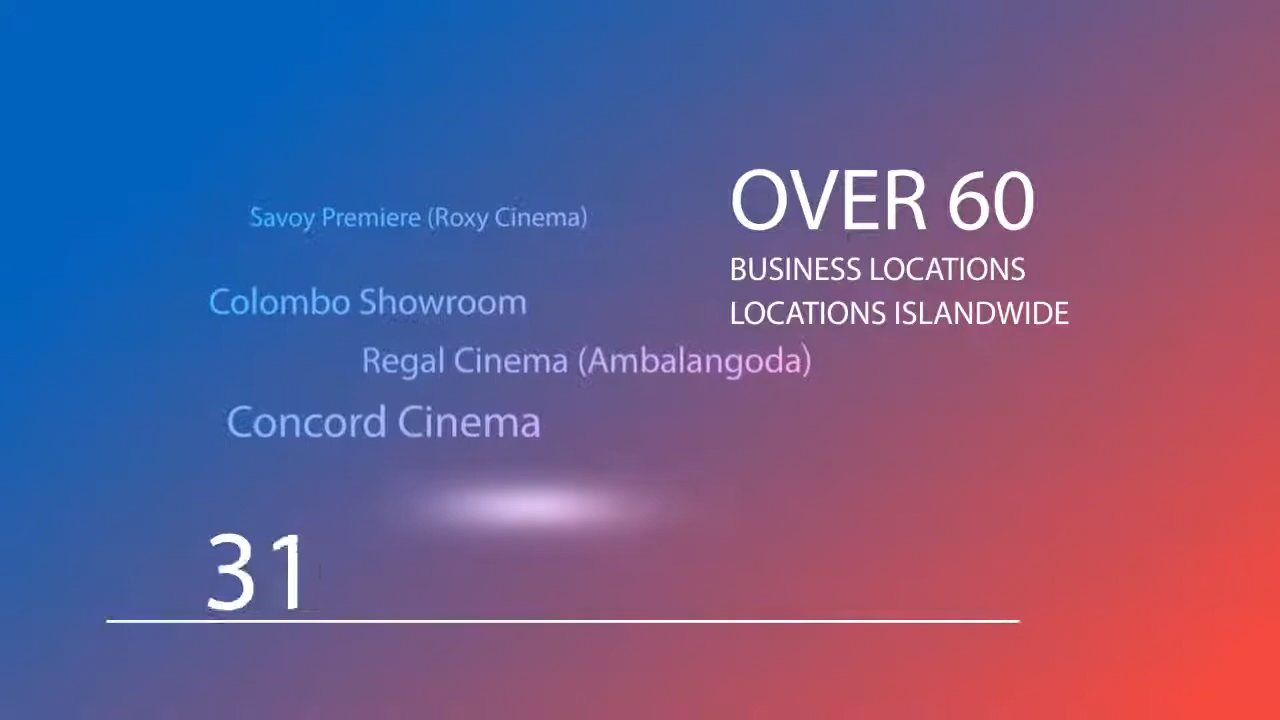 Savoy Premiere (Roxy Cinema)
Colombo Showroom
Regal Cinema (Ambalangoda)
Concord Cinema
31
OVER 60
BUSINESS LOCATIONS
LOCATIONS ISLANDWIDE